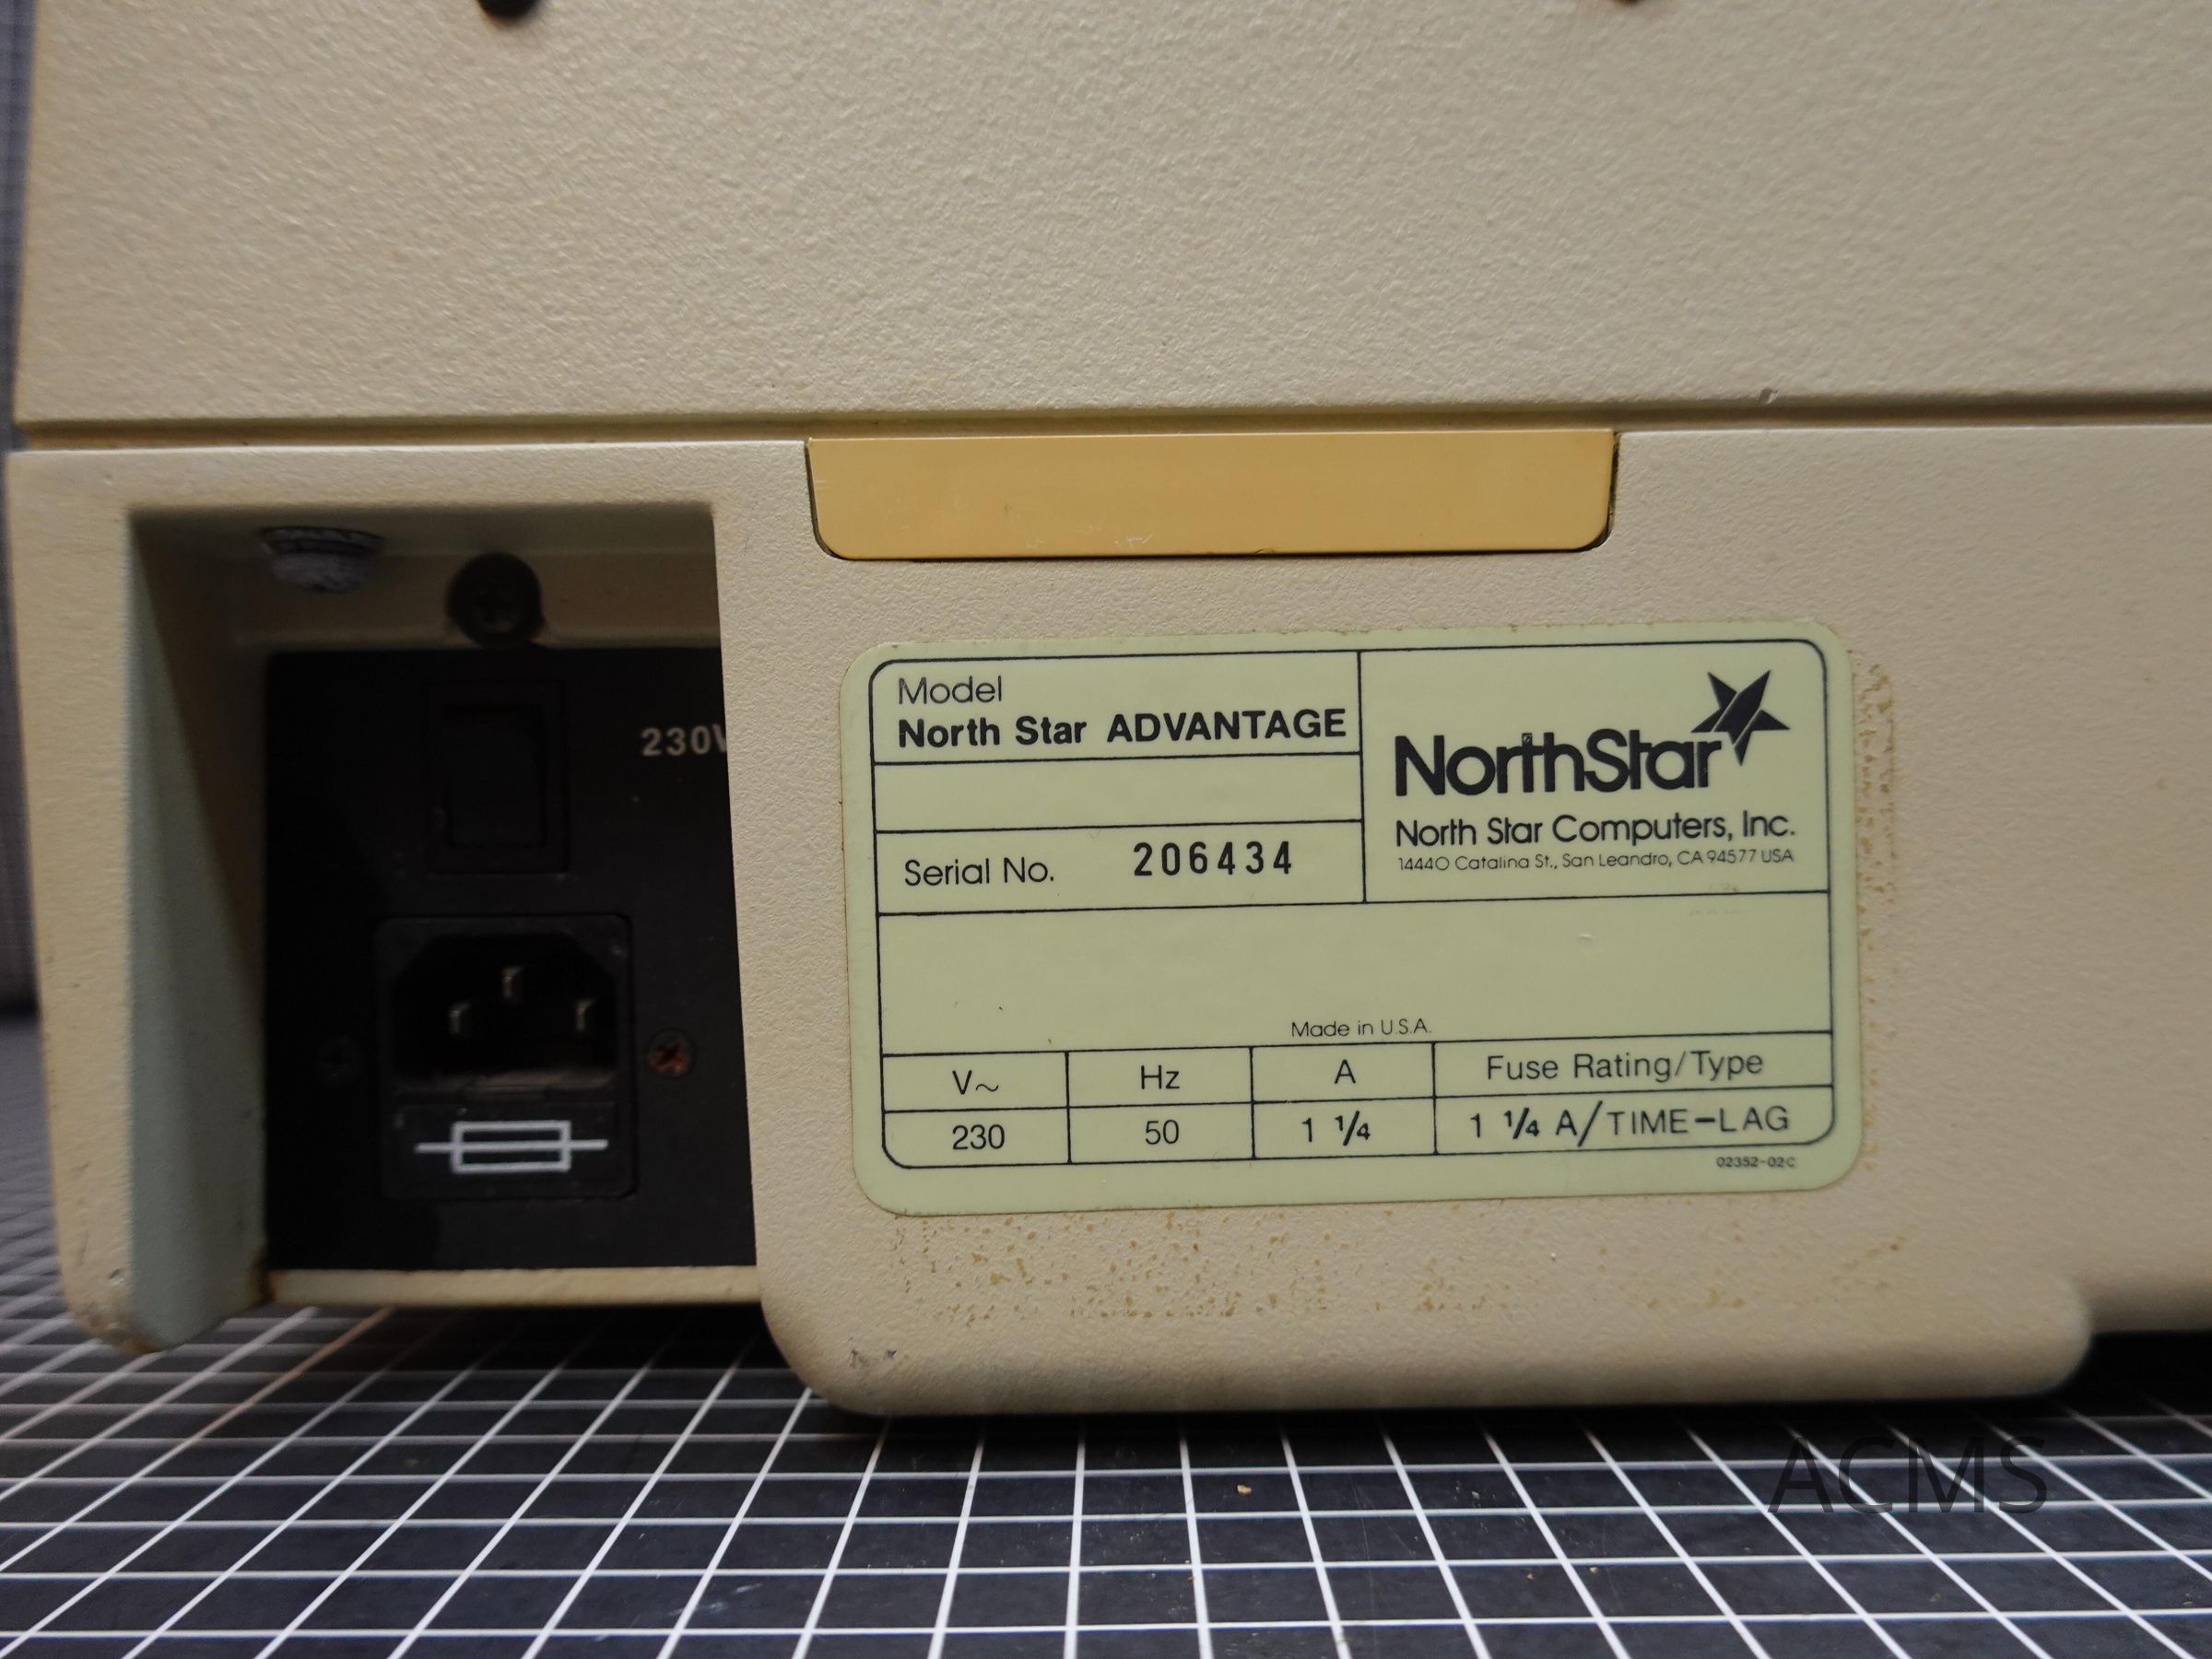 230V
Model
North Star ADVANTAGE
Serial No. 206434
NorthStar
North Star Computers, Inc.
14440 Catalina St., San Leandro, CA 94577 USA
Made in U.S.A.
V~ Hz A Fuse Rating/Type
230 50 1 1/4 1 1/4 A/TIME-LAG
02352-02C
ACMS